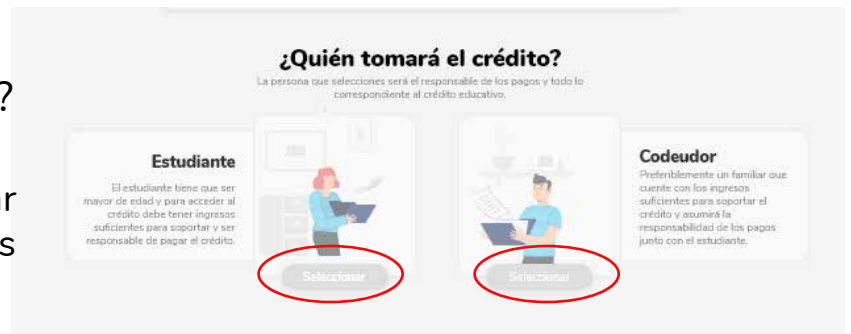 ?
ar
s
¿Quién tomará el crédito?
La persona que selecciones será el responsable de los pagos y todo lo
correspondiente al crédito educativo.
Estudiante
El estudiante tiene que ser
mayor de edad y para acceder al
crédito debe tener ingresos
suficientes para soportar y ser
responsable de pagar el crédito.
Seleccionar
Codeudor
Preferiblemente un familiar que
cuente con los ingresos
suficientes para soportar el
crédito y asumirá la
responsabilidad de los pagos
junto con el estudiante.
Seleccionar